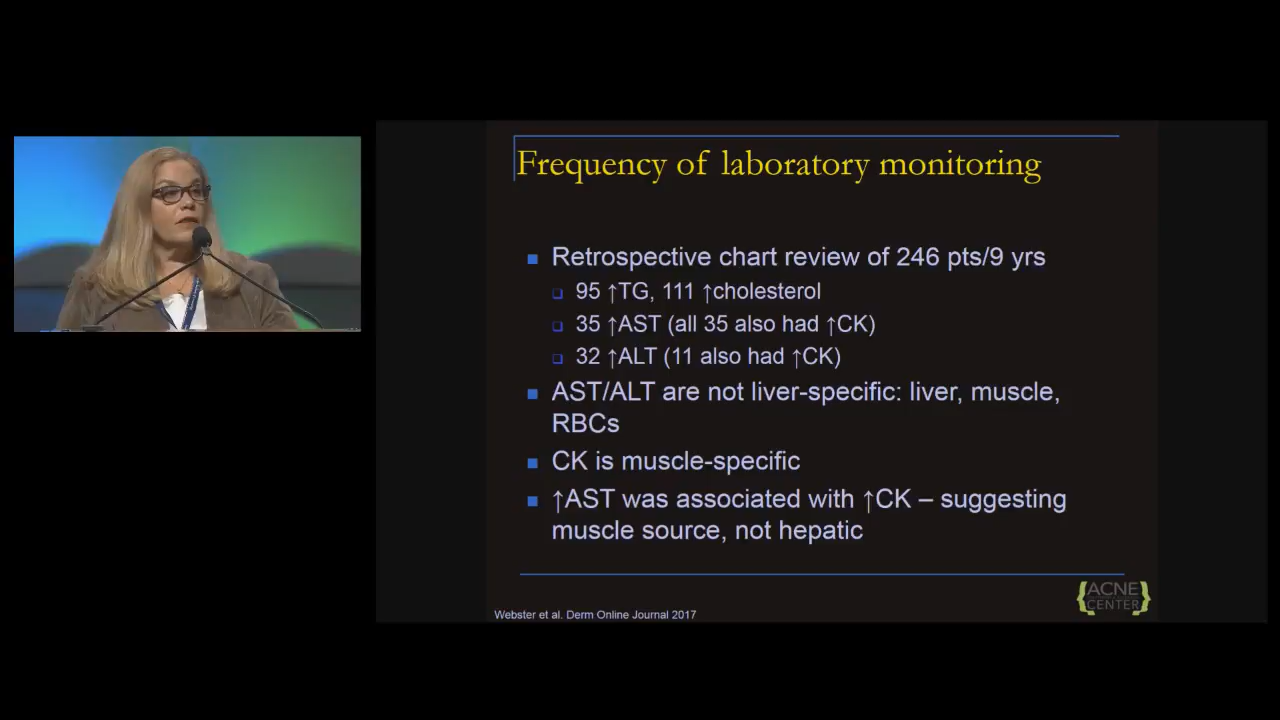 Frequency of laboratory monitoring
Retrospective chart review of 246 pts/9 yrs
95 ↑TG, 111 ↑cholesterol
35 ↑AST (all 35 also had ↑CK)
32 ↑ALT (11 also had ↑CK)
AST/ALT are not liver-specific: liver, muscle,
RBCs
CK is muscle-specific
↑AST was associated with ↑CK – suggesting
muscle source, not hepatic
Webster et al. Derm Online Journal 2017
{ACNE
CENTER}